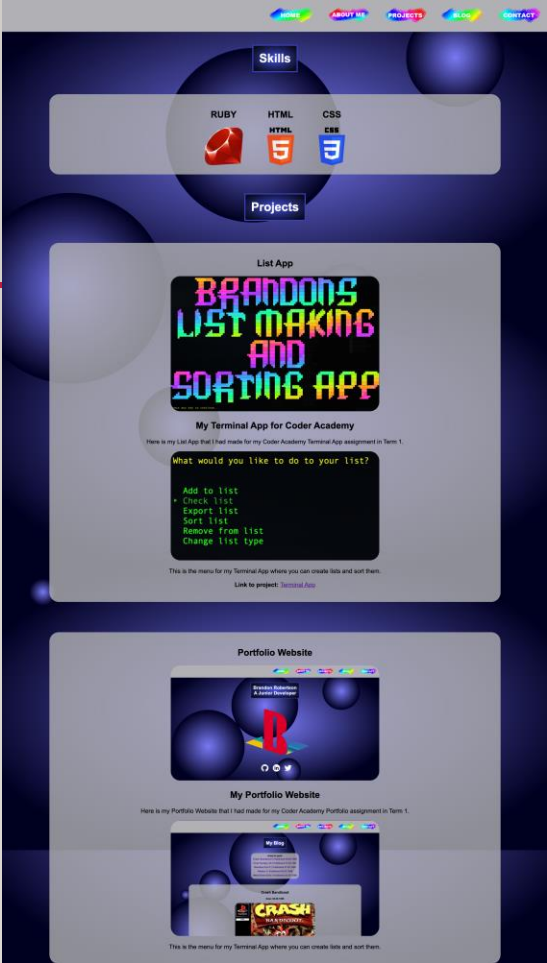 HOME ABOUT ME PROJECTS BLOG CONTACT
Skills
RUBY HTML CSS
HTML CSS
5 3
Projects
List App
BRANDONS
LIST MAKING
AND
SORTING APP
My Terminal App for Coder Academy
Here is my List App that I had made for my Coder Academy Terminal App assignment in Term 1.
What would you like to do to your list?
Add to list
Check list
Export list
Sort list
Remove from list
Change list type
This is the menu for my Terminal App where you can create lists and sort them.
Link to project: Terminal App
Portfolio Website
Brandon Robertson
A Junior Developer
My Portfolio Website
Here is my Portfolio Website that I had made for my Coder Academy Portfolio assignment in Term 1.
My Blog
Crash Bandicoot
CRASH
BANDICOOT
This is the menu for my Terminal App where you can create lists and sort them.